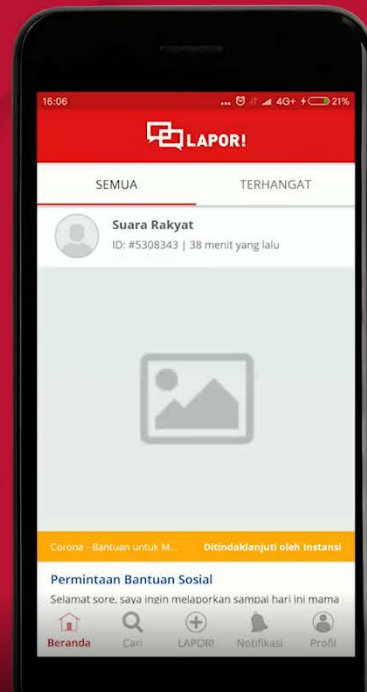 16:06 ... 4G+ 21%
LAPOR!
SEMUA TERHANGAT
Suara Rakyat
ID: #5308343 | 38 menit yang lalu
Corona - Bantuan untuk M... Ditindaklanjuti oleh Instansi
Permintaan Bantuan Sosial
Selamat sore, saya ingin melaporkan sampai hari ini mama
Beranda Cari LAPOR! Notifikasi Profil